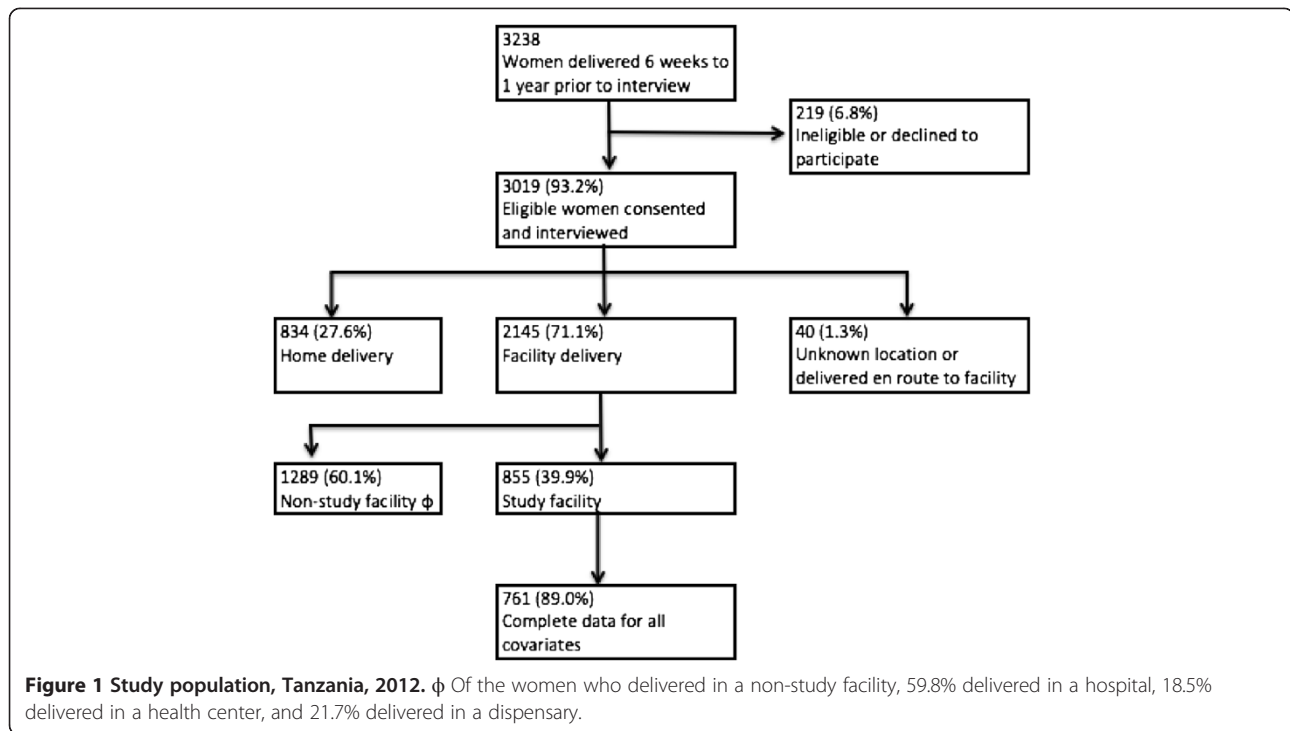 3238
Women delivered 6 weeks to
1 year prior to interview
219 (6.8%)
Ineligible or declined to
participate
3019 (93.2%)
Eligible women consented
and interviewed
834 (27.6%)
Home delivery
2145 (71.1%)
Facility delivery
40 (1.3%)
Unknown location or
delivered en route to facility
1289 (60.1%)
Non-study facility ϕ
855 (39.9%)
Study facility
761 (89.0%)
Complete data for all
covariates
Figure 1 Study population, Tanzania, 2012. ϕ Of the women who delivered in a non-study facility, 59.8% delivered in a hospital, 18.5%
delivered in a health center, and 21.7% delivered in a dispensary.